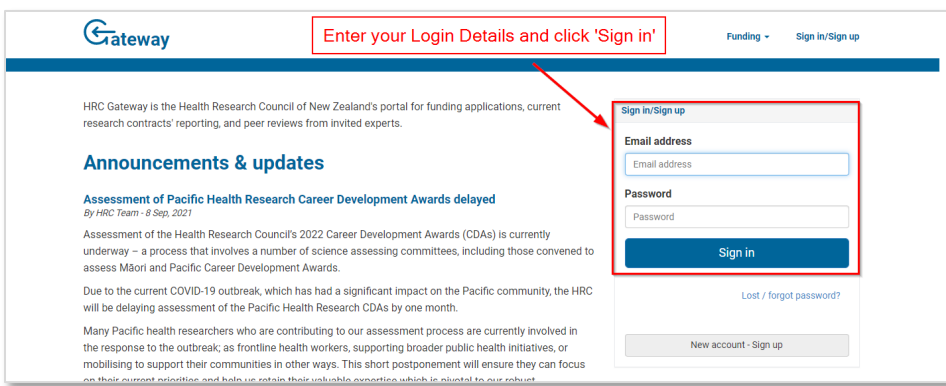 Gateway
Enter your Login Details and click 'Sign in'
Funding
Sign in/Sign up
HRC Gateway is the Health Research Council of New Zealand's portal for funding applications, current
research contracts' reporting, and peer reviews from invited experts.
Announcements & updates
Assessment of Pacific Health Research Career Development Awards delayed
By HRC Team - 8 Sep, 2021
Assessment of the Health Research Council's 2022 Career Development Awards (CDAs) is currently
underway – a process that involves a number of science assessing committees, including those convened to
assess Māori and Pacific Career Development Awards.
Due to the current COVID-19 outbreak, which has had a significant impact on the Pacific community, the HRC
will be delaying assessment of the Pacific Health Research CDAs by one month.
Many Pacific health researchers who are contributing to our assessment process are currently involved in
the response to the outbreak; as frontline health workers, supporting broader public health initiatives, or
mobilising to support their communities in other ways. This short postponement will ensure they can focus
on their current priorities and help us retain their valuable expertise which is pivotal to our robust
Sign in/Sign up
Email address
Email address
Password
Password
Sign in
Lost / forgot password?
New account - Sign up